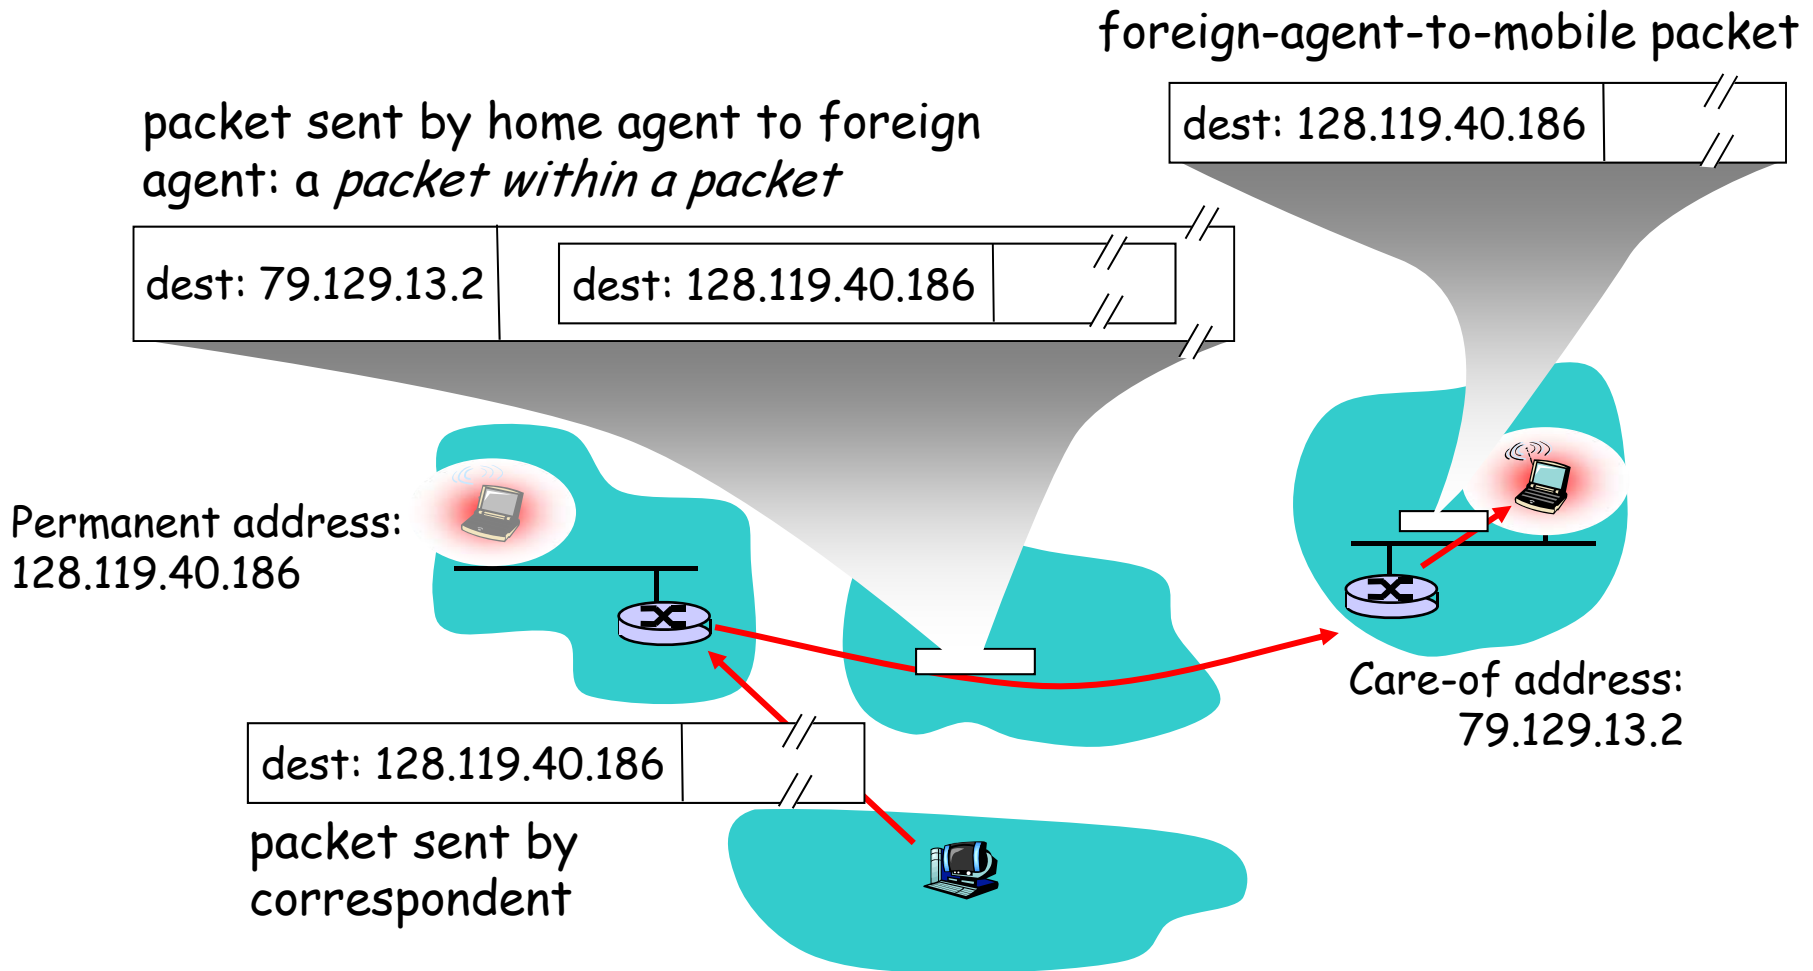 foreign-agent-to-mobile packet
dest: 128.119.40.186
packet sent by home agent to foreign
agent: a packet within a packet
dest: 79.129.13.2
dest: 128.119.40.186
Permanent address:
128.119.40.186
Care-of address:
79.129.13.2
dest: 128.119.40.186
packet sent by
correspondent